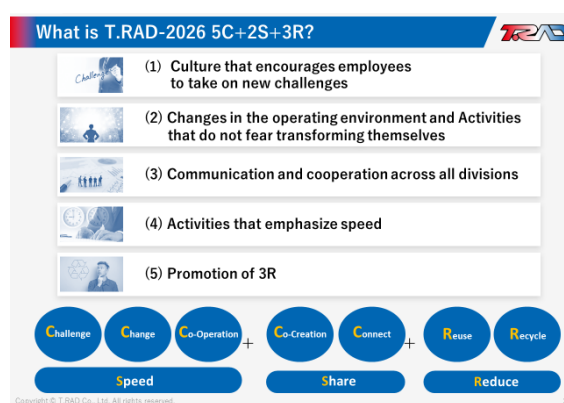 What is T.RAD-2026 5C+2S+3R?
T.RAD
Challenge
(1) Culture that encourages employees
to take on new challenges
(2) Changes in the operating environment and Activities
that do not fear transforming themselves
(3) Communication and cooperation across all divisions
(4) Activities that emphasize speed
(5) Promotion of 3R
Challenge Change Co-Operation + Co-Creation Connect + Reuse Recycle
Speed Share Reduce
Copyright © T.RAD Co., Ltd. All rights reserved.